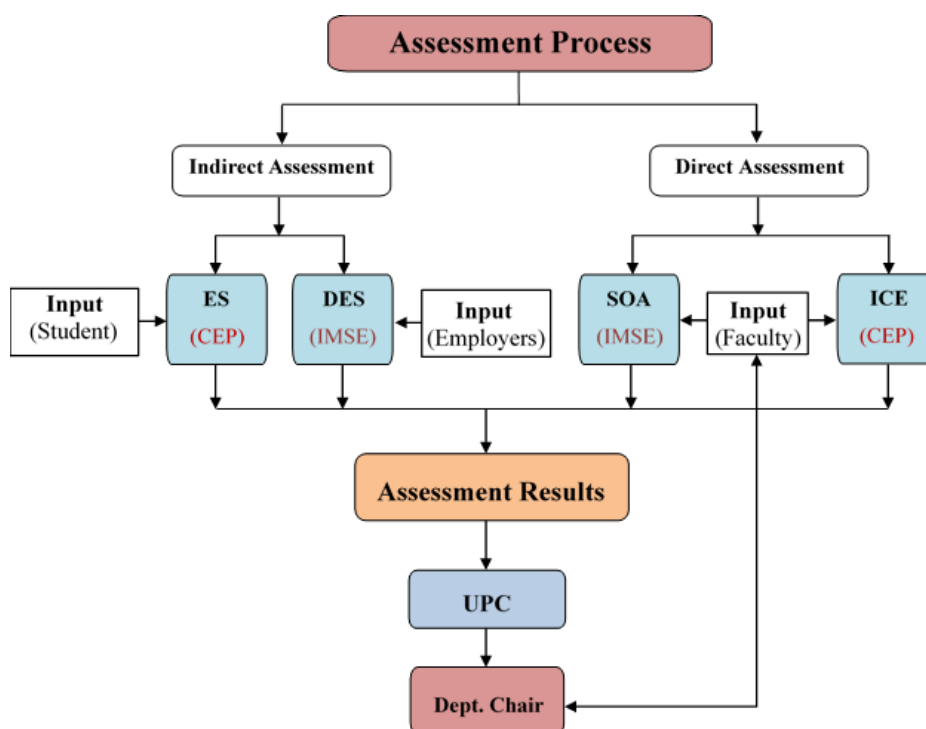 Assessment Process
Indirect Assessment
Direct Assessment
Input
(Student)
ES
(CEP)
DES
(IMSE)
Input
(Employers)
SOA
(IMSE)
Input
(Faculty)
ICE
(CEP)
Assessment Results
UPC
Dept. Chair